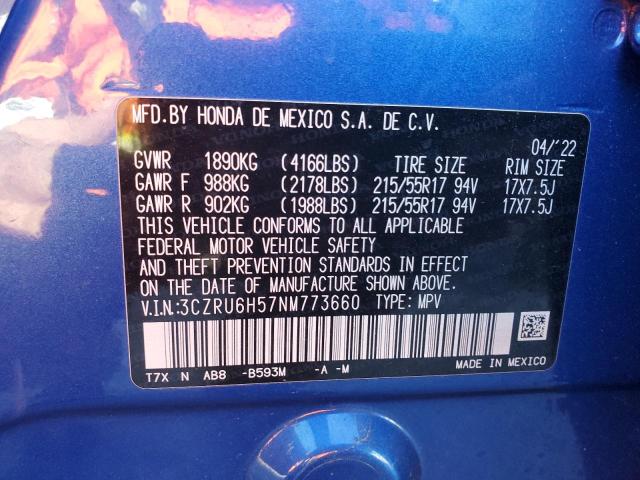 MFD.BY HONDA DE MEXICO S.A. DE C.V.
04/'22
GVWR 1890KG (4166LBS) TIRE SIZE RIM SIZE
GAWR F 988KG (2178LBS) 215/55R17 94V 17X7.5J
GAWR R 902KG (1988LBS) 215/55R17 94V 17X7.5J
THIS VEHICLE CONFORMS TO ALL APPLICABLE
FEDERAL MOTOR VEHICLE SAFETY
AND THEFT PREVENTION STANDARDS IN EFFECT
ON THE DATE OF MANUFACTURE SHOWN ABOVE.
V.I.N.:3CZRU6H57NM773660 TYPE: MPV
T7X N AB8 -B593M -A -M MADE IN MEXICO